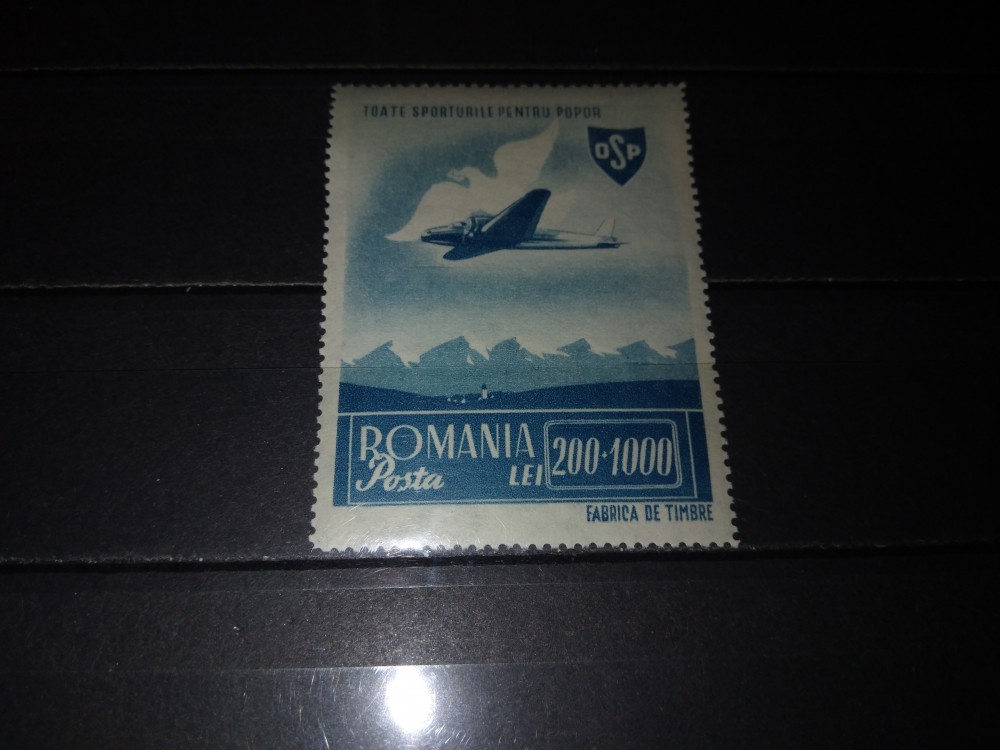 TOATE SPORTURILE PENTRU POPOR
OSP
ROMANIA
Posta
LEI 200+1000
FABRICA DE TIMBRE